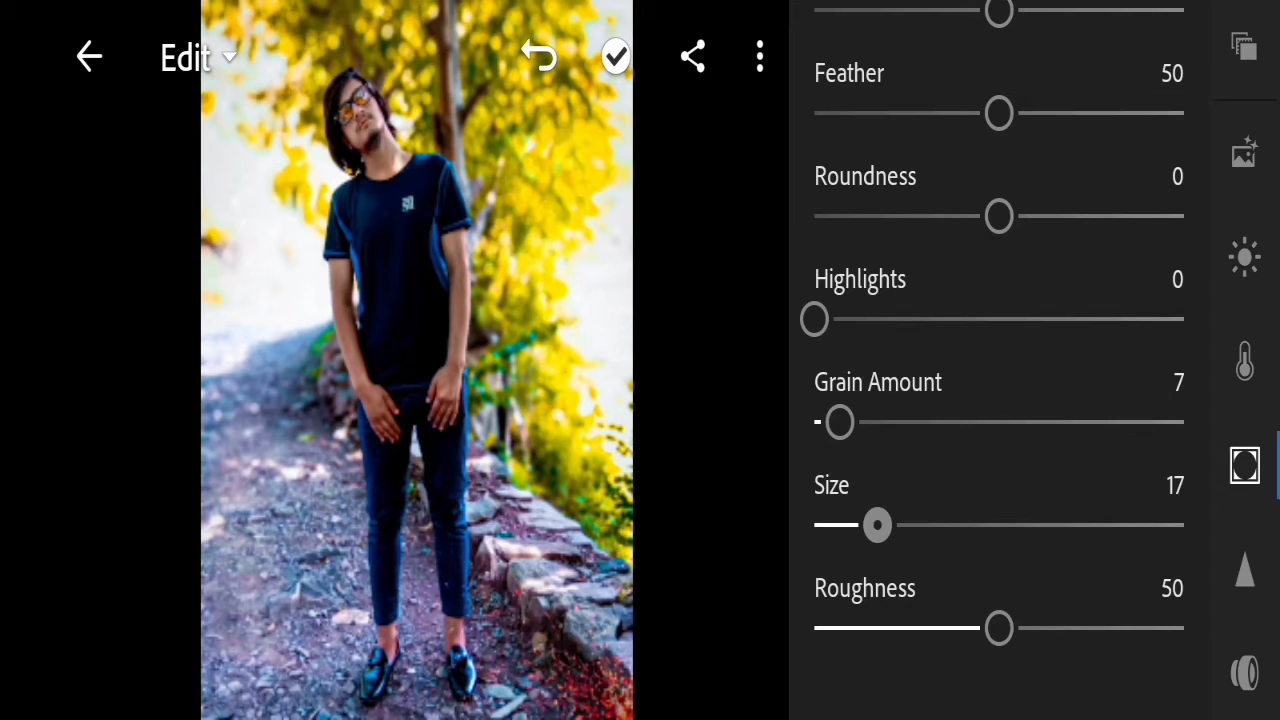 Edit
Feather 50
Roundness 0
Highlights 0
Grain Amount 7
Size 17
Roughness 50